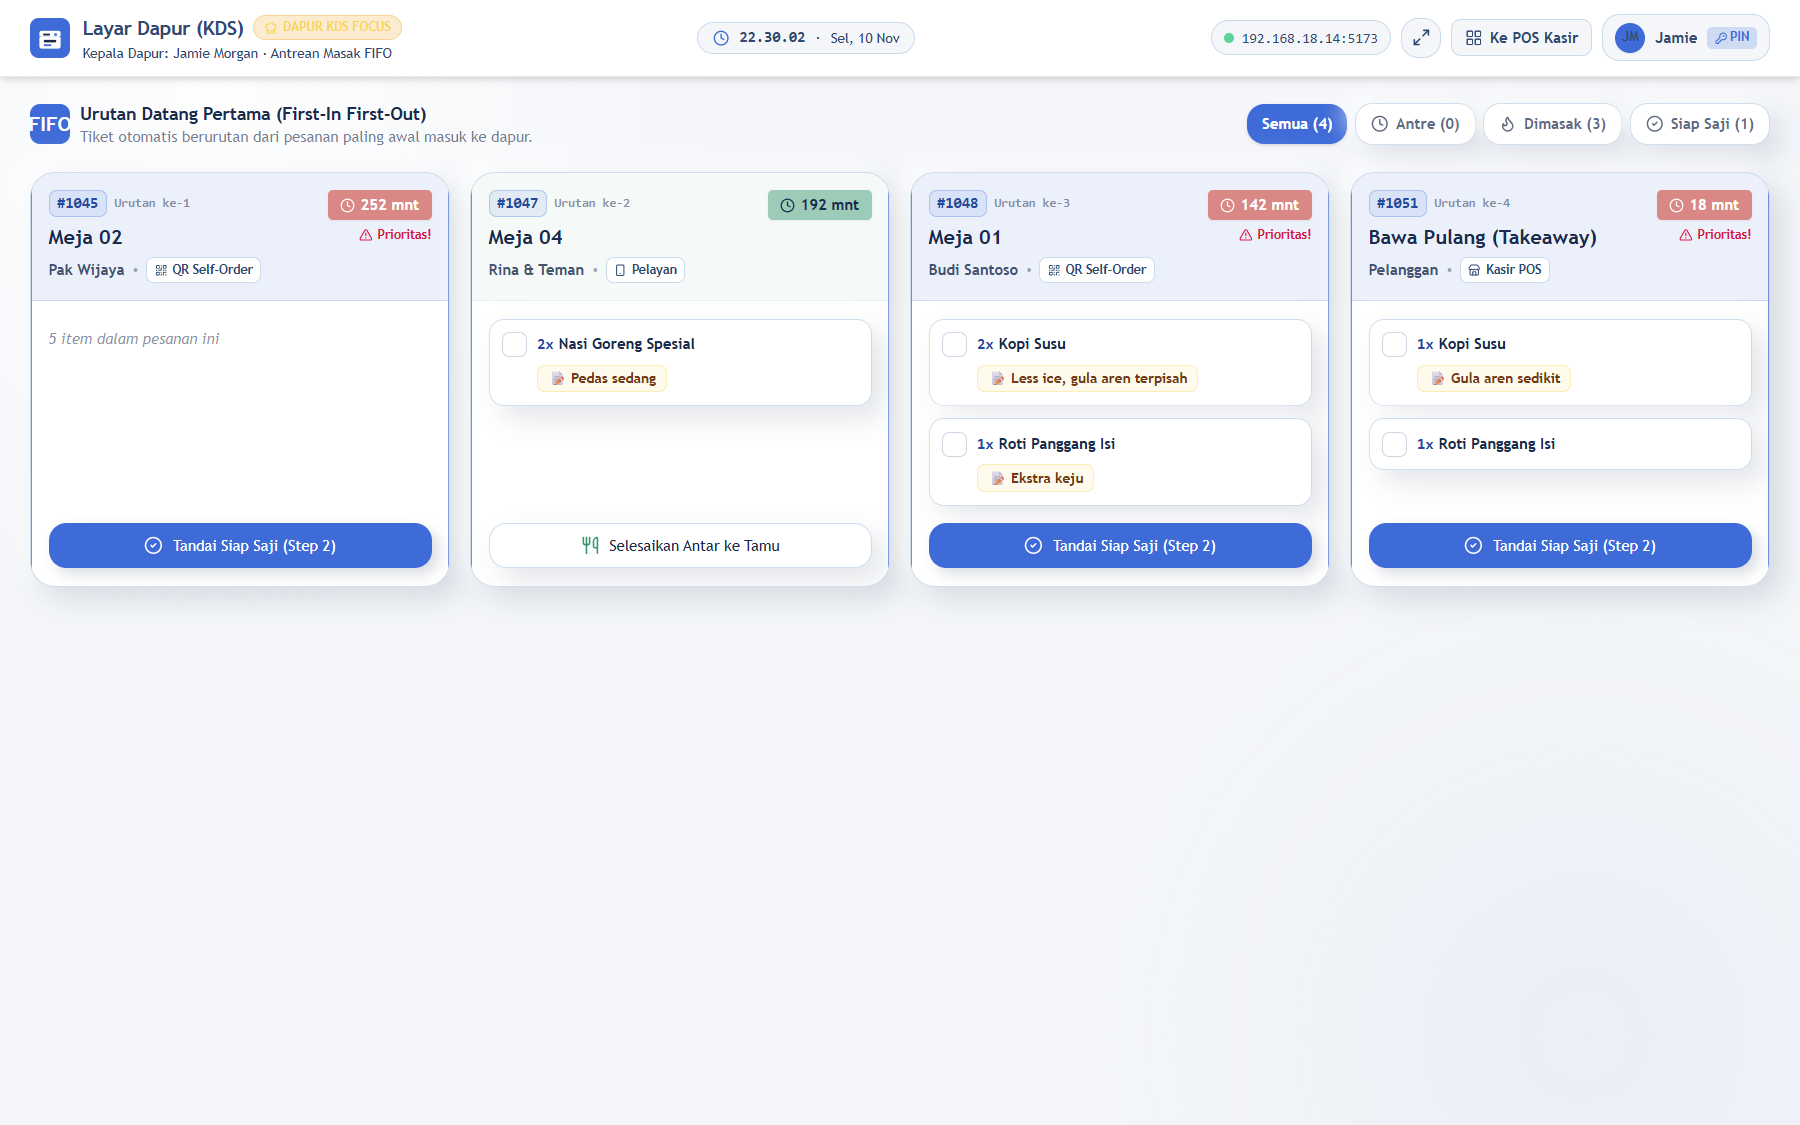 Layar Dapur (KDS)
DAPUR KDS FOCUS
Kepala Dapur: Jamie Morgan · Antrean Masak FIFO
22.30.02 · Sel, 10 Nov
192.168.18.14:5173
Ke POS Kasir
JM
Jamie
PIN
FIFO
Urutan Datang Pertama (First-In First-Out)
Tiket otomatis berurutan dari pesanan paling awal masuk ke dapur.
Semua (4)
Antre (0)
Dimasak (3)
Siap Saji (1)
#1045
Urutan ke-1
252 mnt
Meja 02
Prioritas!
Pak Wijaya •
QR Self-Order
5 item dalam pesanan ini
Tandai Siap Saji (Step 2)
#1047
Urutan ke-2
192 mnt
Meja 04
Rina & Teman •
Pelayan
2x Nasi Goreng Spesial
Pedas sedang
Selesaikan Antar ke Tamu
#1048
Urutan ke-3
142 mnt
Meja 01
Prioritas!
Budi Santoso •
QR Self-Order
2x Kopi Susu
Less ice, gula aren terpisah
1x Roti Panggang Isi
Ekstra keju
Tandai Siap Saji (Step 2)
#1051
Urutan ke-4
18 mnt
Bawa Pulang (Takeaway)
Prioritas!
Pelanggan •
Kasir POS
1x Kopi Susu
Gula aren sedikit
1x Roti Panggang Isi
Tandai Siap Saji (Step 2)